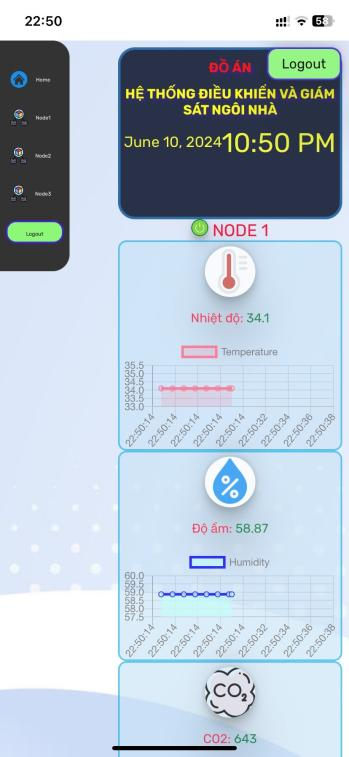 22:50
58
Home
Node1
Node2
Node3
Logout
Logout
ĐỒ ÁN
HỆ THỐNG ĐIỀU KHIỂN VÀ GIÁM
SÁT NGÔI NHÀ
June 10, 2024 10:50 PM
NODE 1
Nhiệt độ: 34.1
Temperature
35.5
35.0
34.5
34.0
33.5
33.0
22:50:14 22:50:14 22:50:14 22:50:14 22:50:14 22:50:32 22:50:34 22:50:36 22:50:38
%
Độ ẩm: 58.87
Humidity
60.0
59.5
59.0
58.5
58.0
57.5
22:50:14 22:50:14 22:50:14 22:50:14 22:50:14 22:50:32 22:50:34 22:50:36 22:50:38
CO2
CO2: 643